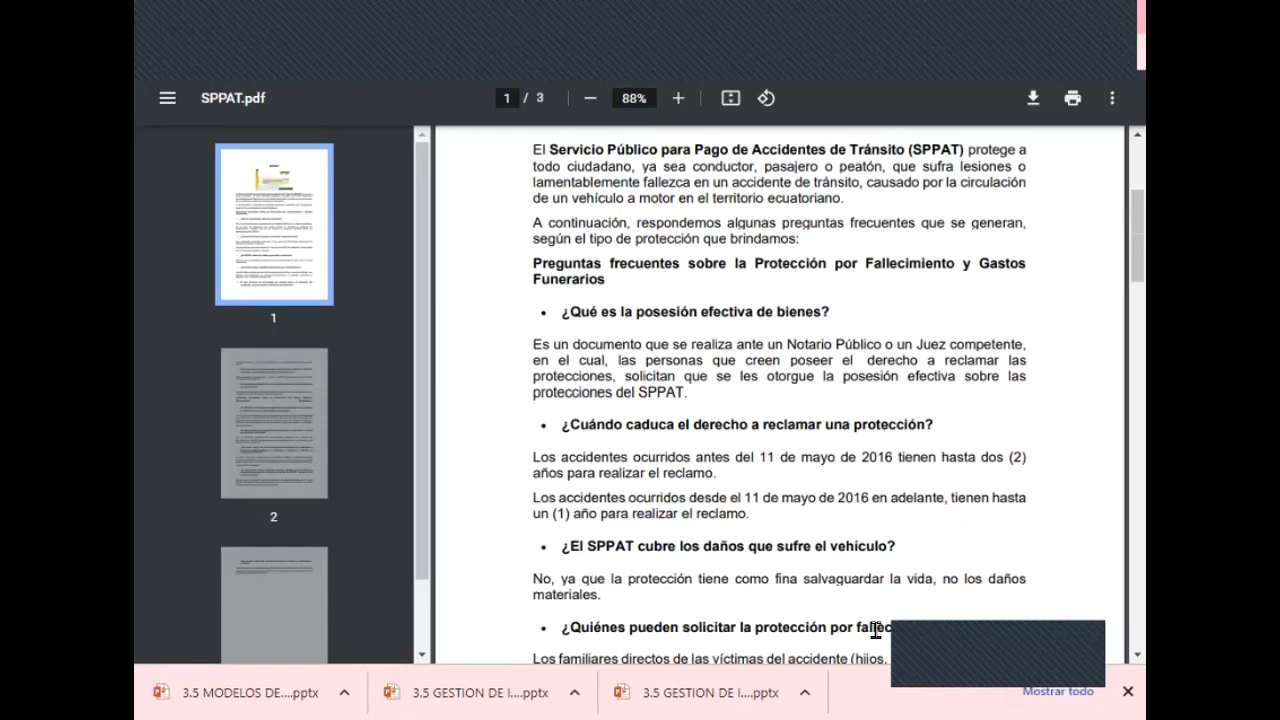 SPPAT.pdf
1 / 3
88%
El Servicio Público para Pago de Accidentes de Tránsito (SPPAT) protege a
todo ciudadano, ya sea conductor, pasajero o peatón, que sufra lesiones o
lamentablemente fallezca en un accidente de tránsito, causado por la circulación
de un vehículo a motor en el territorio ecuatoriano.
A continuación, respondemos algunas preguntas frecuentes que se generan,
según el tipo de protección que brindamos:
Preguntas frecuentes sobre la Protección por Fallecimiento y Gastos
Funerarios
• ¿Qué es la posesión efectiva de bienes?
Es un documento que se realiza ante un Notario Público o un Juez competente,
en el cual, las personas que creen poseer el derecho a reclamar las
protecciones, solicitan que se les otorgue la posesión efectiva sobre las
protecciones del SPPAT.
• ¿Cuándo caduca el derecho a reclamar una protección?
Los accidentes ocurridos antes del 11 de mayo de 2016 tienen hasta dos (2)
años para realizar el reclamo.
Los accidentes ocurridos desde el 11 de mayo de 2016 en adelante, tienen hasta
un (1) año para realizar el reclamo.
• ¿El SPPAT cubre los daños que sufre el vehículo?
No, ya que la protección tiene como fina salvaguardar la vida, no los daños
materiales.
• ¿Quiénes pueden solicitar la protección por fallec
Los familiares directos de las víctimas del accidente (hijos,
1
2
3.5 MODELOS DE....pptx
3.5 GESTION DE I....pptx
3.5 GESTION DE I....pptx
Mostrar todo